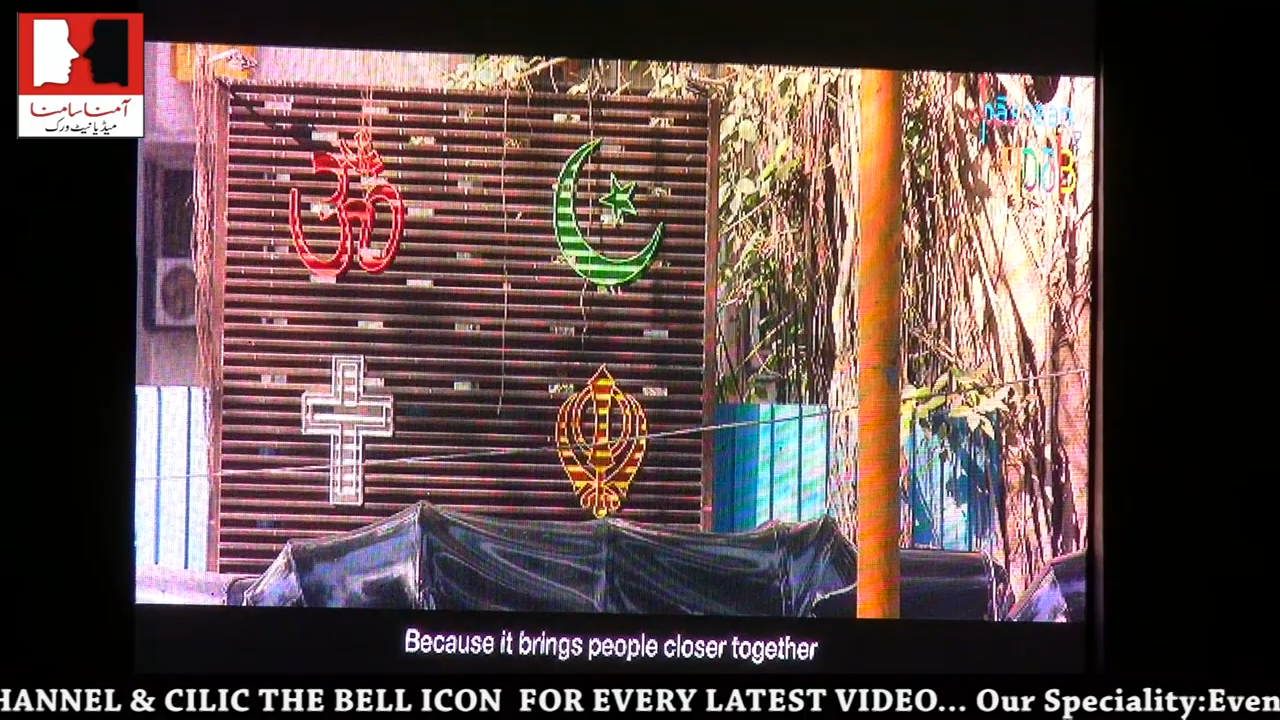 آمنا سامنا
میڈیا نیٹ ورک
Because it brings people closer together
HANNEL & CILIC THE BELL ICON FOR EVERY LATEST VIDEO... Our Speciality:Even